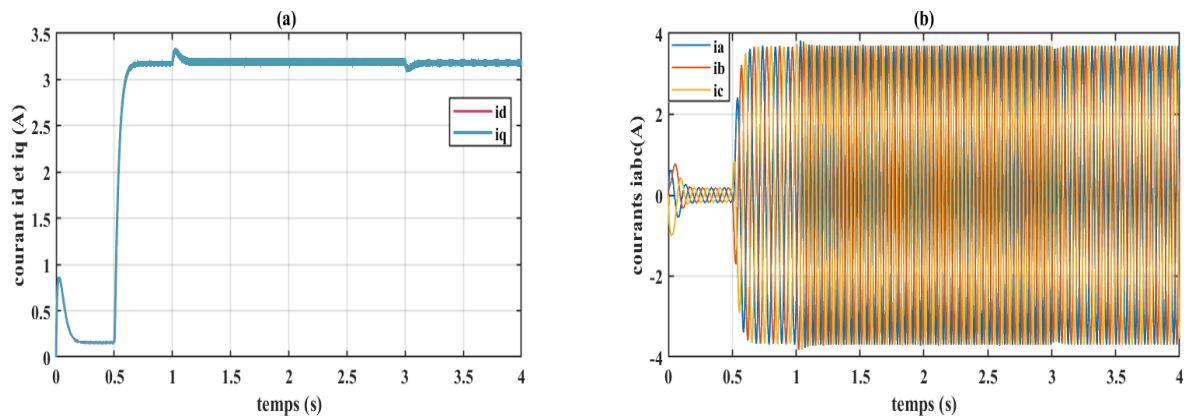 (a)
courant id et iq (A)
3.5
3
2.5
2
1.5
1
0.5
0
id
iq
0 0.5 1 1.5 2 2.5 3 3.5 4
temps (s)
(b)
courants iabc(A)
4
2
0
-2
-4
ia
ib
ic
0 0.5 1 1.5 2 2.5 3 3.5 4
temps (s)